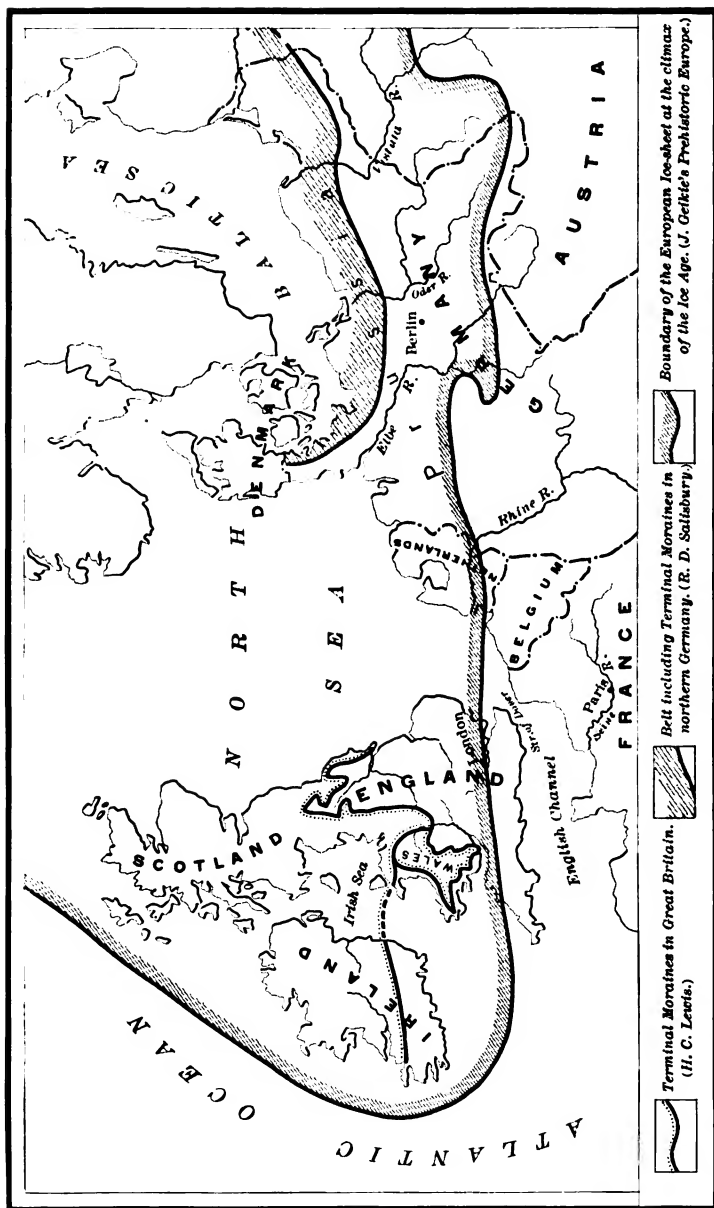 ATLANTIC OCEAN
NORTH SEA
BALTIC SEA
SCOTLAND
IRELAND
Irish Sea
ENGLAND
WALES
London
Strait Dover
English Channel
DENMARK
NETHERLANDS
BELGIUM
FRANCE
Paris
Seine R.
Rhine R.
Elbe R.
Berlin
Oder R.
Vistula R.
PRUSSIA
GERMANY
AUSTRIA
Terminal Moraines in Great Britain.
(H. C. Lewis.)
Belt including Terminal Moraines in
northern Germany. (R. D. Salisbury.)
Boundary of the European Ice-sheet at the climax
of the Ice Age. (J. Geikie's Prehistoric Europe.)